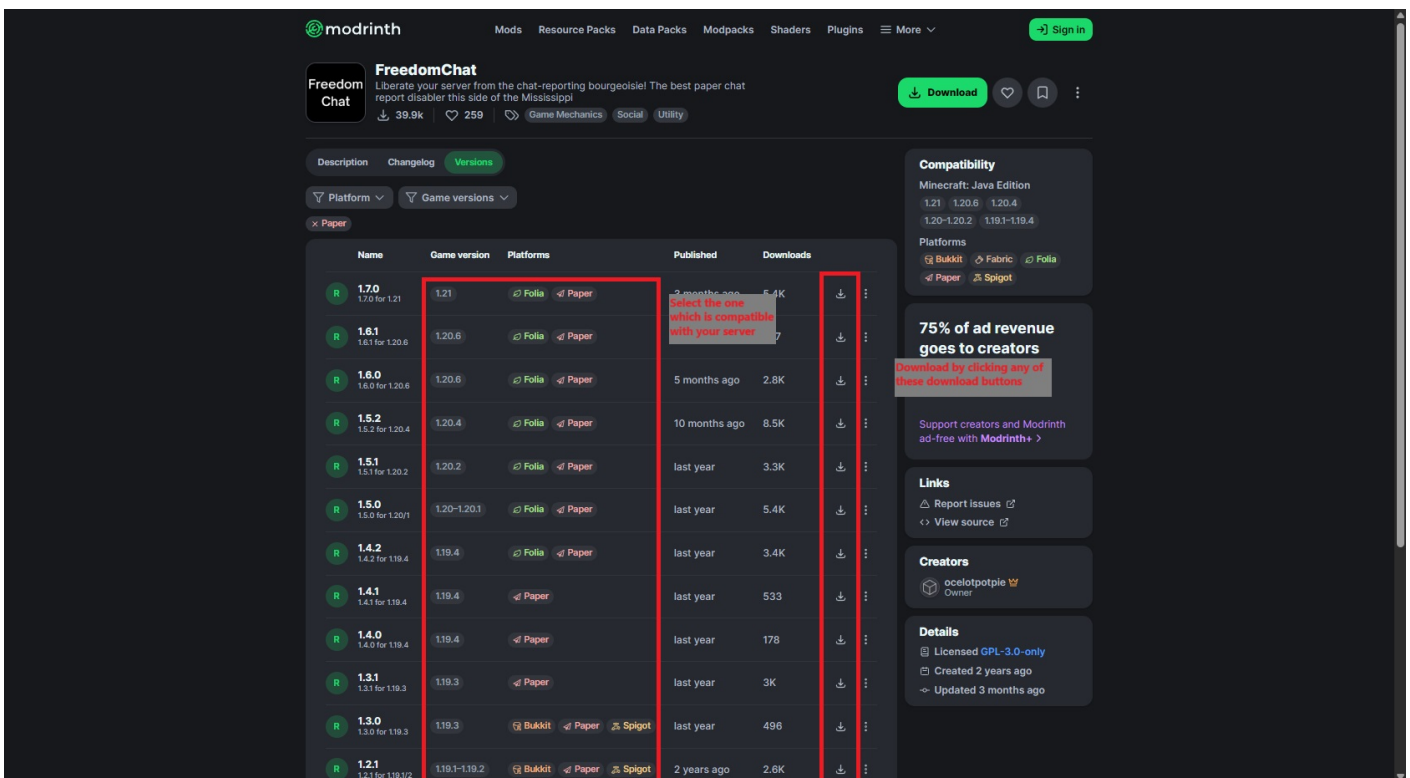 modrinth
Mods Resource Packs Data Packs Modpacks Shaders Plugins More
Sign in
Freedom
Chat
FreedomChat
Liberate your server from the chat-reporting bourgeoisie! The best paper chat
report disabler this side of the Mississippi
39.9k 259 Game Mechanics Social Utility
Download
Description Changelog Versions
Platform Game versions
× Paper
Name Game version Platforms Published Downloads
R 1.7.0 1.21 Folia Paper 3 months ago 5.4K
1.7.0 for 1.21
Select the one
which is compatible
with your server
R 1.6.1 1.20.6 Folia Paper
1.6.1 for 1.20.6
R 1.6.0 1.20.6 Folia Paper 5 months ago 2.8K
1.6.0 for 1.20.6
R 1.5.2 1.20.4 Folia Paper 10 months ago 8.5K
1.5.2 for 1.20.4
R 1.5.1 1.20.2 Folia Paper last year 3.3K
1.5.1 for 1.20.2
R 1.5.0 1.20–1.20.1 Folia Paper last year 5.4K
1.5.0 for 1.20/1
R 1.4.2 1.19.4 Folia Paper last year 3.4K
1.4.2 for 1.19.4
R 1.4.1 1.19.4 Paper last year 533
1.4.1 for 1.19.4
R 1.4.0 1.19.4 Paper last year 178
1.4.0 for 1.19.4
R 1.3.1 1.19.3 Paper last year 3K
1.3.1 for 1.19.3
R 1.3.0 1.19.3 Bukkit Paper Spigot last year 496
1.3.0 for 1.19.3
R 1.2.1 1.19.1–1.19.2 Bukkit Paper Spigot 2 years ago 2.6K
1.2.1 for 1.19.1/2
Compatibility
Minecraft: Java Edition
1.21 1.20.6 1.20.4
1.20–1.20.2 1.19.1–1.19.4
Platforms
Bukkit Fabric Folia
Paper Spigot
75% of ad revenue
goes to creators
Download by clicking any of
these download buttons
Support creators and Modrinth
ad-free with Modrinth+ >
Links
Report issues
View source
Creators
ocelotpotpie
Owner
Details
Licensed GPL-3.0-only
Created 2 years ago
Updated 3 months ago